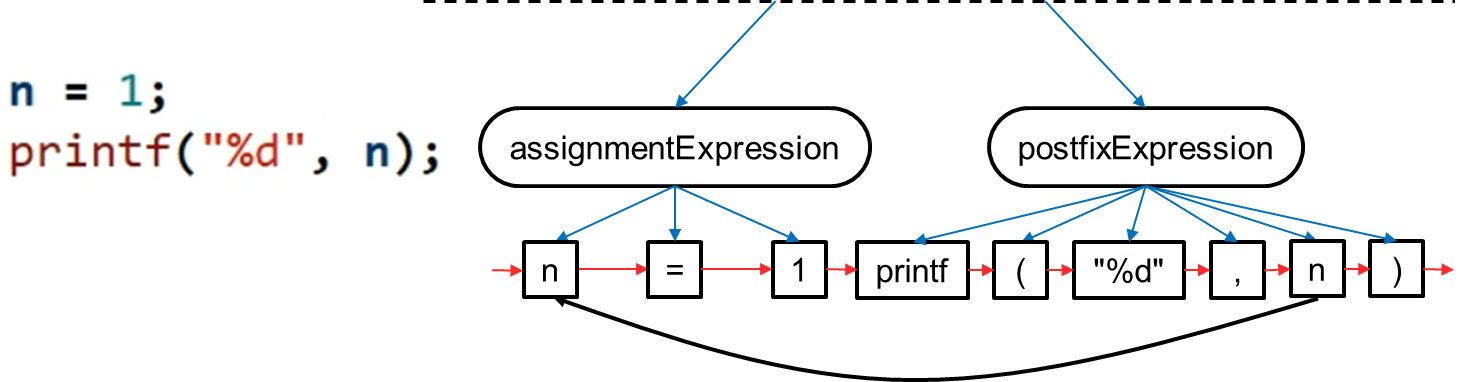 n = 1;
printf("%d", n);
assignmentExpression postfixExpression
n = 1 printf ( "%d" , n )